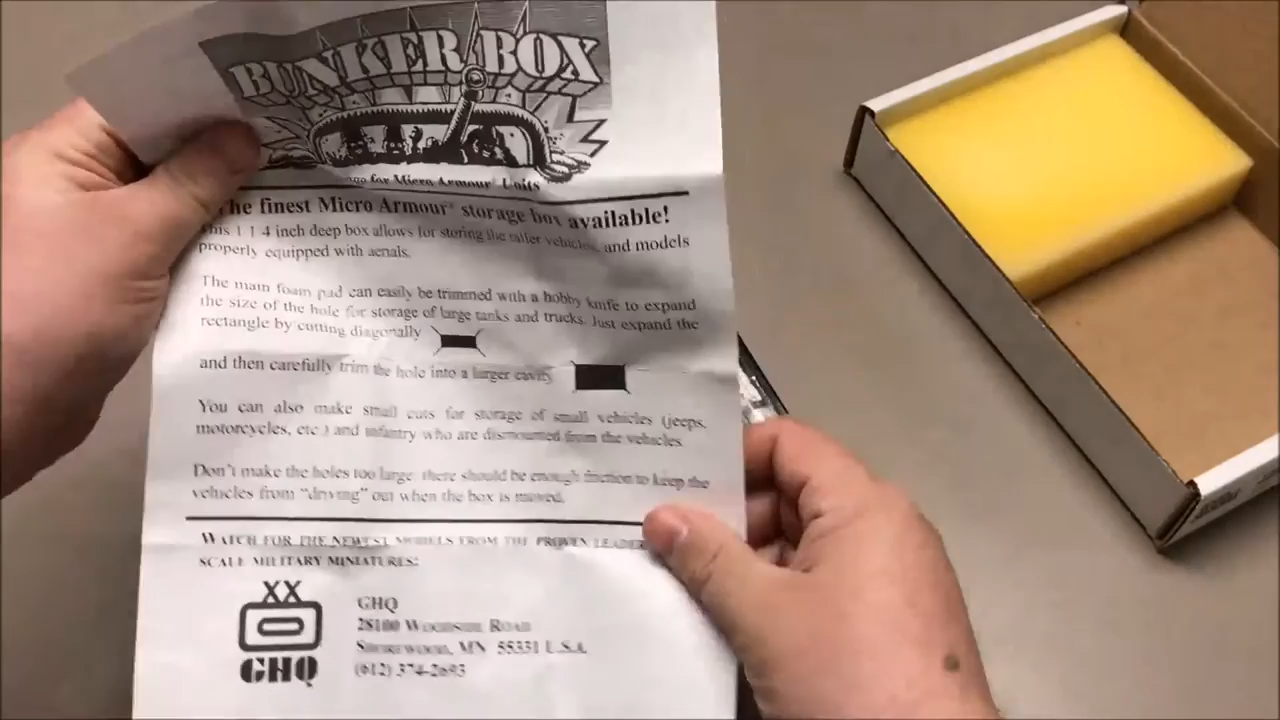 BUNKER BOX
for Micro Armour® Units
The finest Micro Armour® storage box available!
This 1 1 4 inch deep box allows for storing the taller vehicles, and models
properly equipped with aerials.
The main foam pad can easily be trimmed with a hobby knife to expand
the size of the hole for storage of large tanks and trucks. Just expand the
rectangle by cutting diagonally
and then carefully trim the hole into a larger cavity
You can also make small cuts for storage of small vehicles (jeeps,
motorcycles, etc.) and infantry who are dismounted from the vehicles.
Don't make the holes too large, there should be enough friction to keep the
vehicles from "driving" out when the box is moved.
WATCH FOR THE NEWEST MODELS FROM THE PROVEN LEADER
SCALE MILITARY MINIATURES:
XX
GHQ
GHQ
28100 WOODSIDE ROAD
SHOREWOOD, MN 55331 U.S.A.
(612) 374-2693